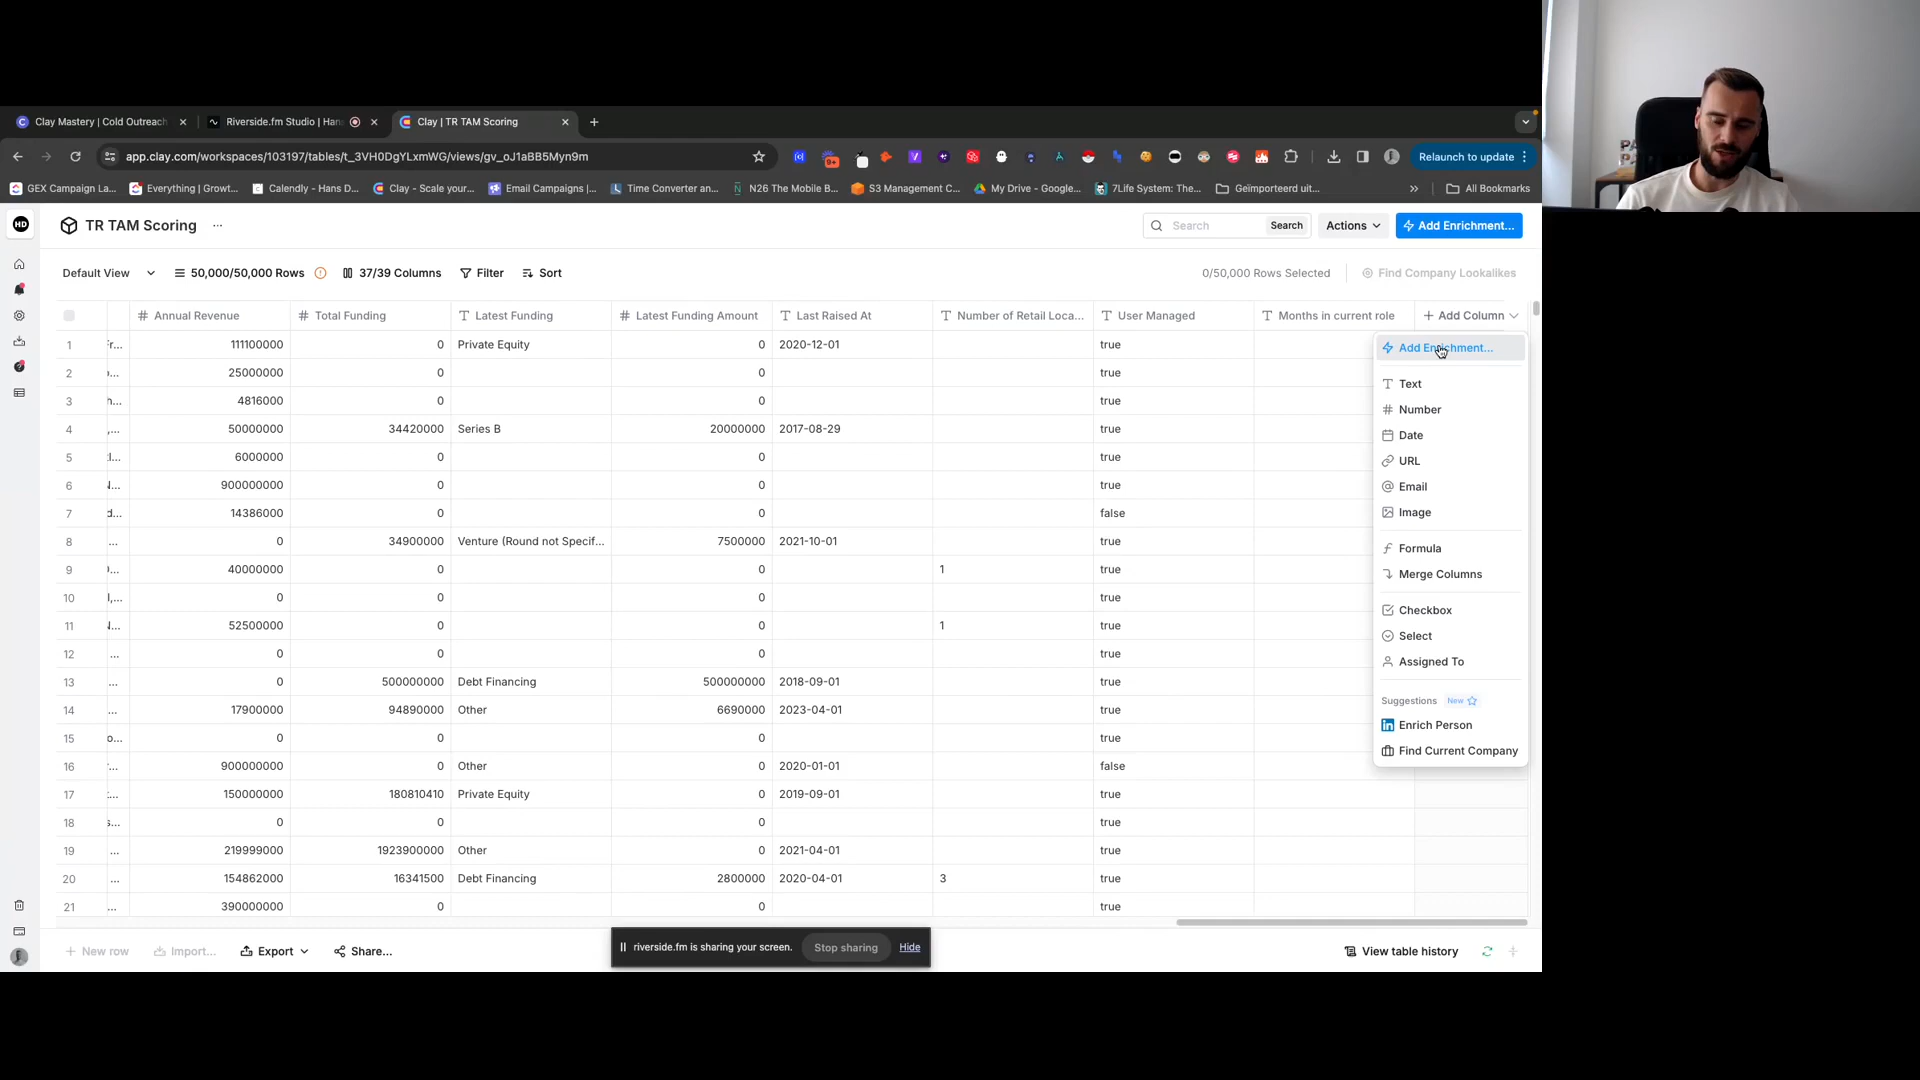 Clay Mastery | Cold Outreach
Riverside.fm Studio | Han
Clay | TR TAM Scoring
app.clay.com/workspaces/103197/tables/t_3VH0DgYLxmWG/views/gv_oJ1aBB5Myn9m
9+
Relaunch to update
GEX Campaign La...
Everything | Growt...
Calendly - Hans D...
Clay - Scale your...
Email Campaigns |...
Time Converter an...
N26 The Mobile B...
S3 Management C...
My Drive - Google...
7Life System: The...
Geïmporteerd uit...
» All Bookmarks
HD TR TAM Scoring ...
Search Search Actions Add Enrichment...
Default View 50,000/50,000 Rows 37/39 Columns Filter Sort 0/50,000 Rows Selected Find Company Lookalikes
# Annual Revenue # Total Funding T Latest Funding # Latest Funding Amount T Last Raised At T Number of Retail Loca... T User Managed T Months in current role + Add Column
1 111100000 0 Private Equity 0 2020-12-01 true
2 25000000 0 0 true
3 4816000 0 0 true
4 50000000 34420000 Series B 20000000 2017-08-29 true
5 6000000 0 0 true
6 900000000 0 0 true
7 14386000 0 0 false
8 ... 0 34900000 Venture (Round not Specif... 7500000 2021-10-01 true
9 40000000 0 0 1 true
10 0 0 0 true
11 52500000 0 0 1 true
12 ... 0 0 0 true
13 ... 0 500000000 Debt Financing 500000000 2018-09-01 true
14 ... 17900000 94890000 Other 6690000 2023-04-01 true
15 o... 0 0 0 true
16 900000000 0 Other 0 2020-01-01 false
17 150000000 180810410 Private Equity 0 2019-09-01 true
18 s... 0 0 0 true
19 ... 219999000 1923900000 Other 0 2021-04-01 true
20 ... 154862000 16341500 Debt Financing 2800000 2020-04-01 3 true
21 ... 390000000 0 0 true
Add Enrichment...
T Text
# Number
Date
URL
Email
Image
Formula
Merge Columns
Checkbox
Select
Assigned To
Suggestions New
in Enrich Person
Find Current Company
+ New row Import... Export Share...
riverside.fm is sharing your screen. Stop sharing Hide
View table history